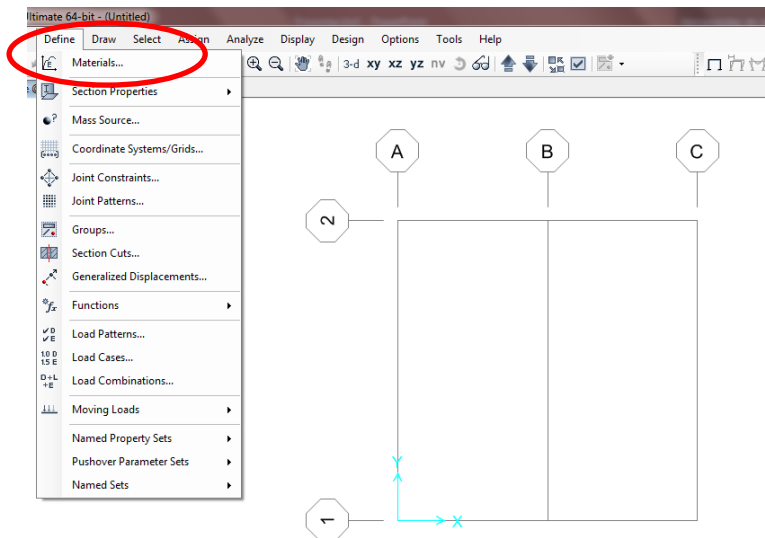 Ultimate 64-bit - (Untitled)
Define Draw Select Assign Analyze Display Design Options Tools Help
Materials...
3-d xy xz yz nv
Section Properties
Mass Source...
Coordinate Systems/Grids...
Joint Constraints...
Joint Patterns...
Groups...
Section Cuts...
Generalized Displacements...
Functions
Load Patterns...
Load Cases...
Load Combinations...
Moving Loads
Named Property Sets
Pushover Parameter Sets
Named Sets
A B C
2
Y
X
1